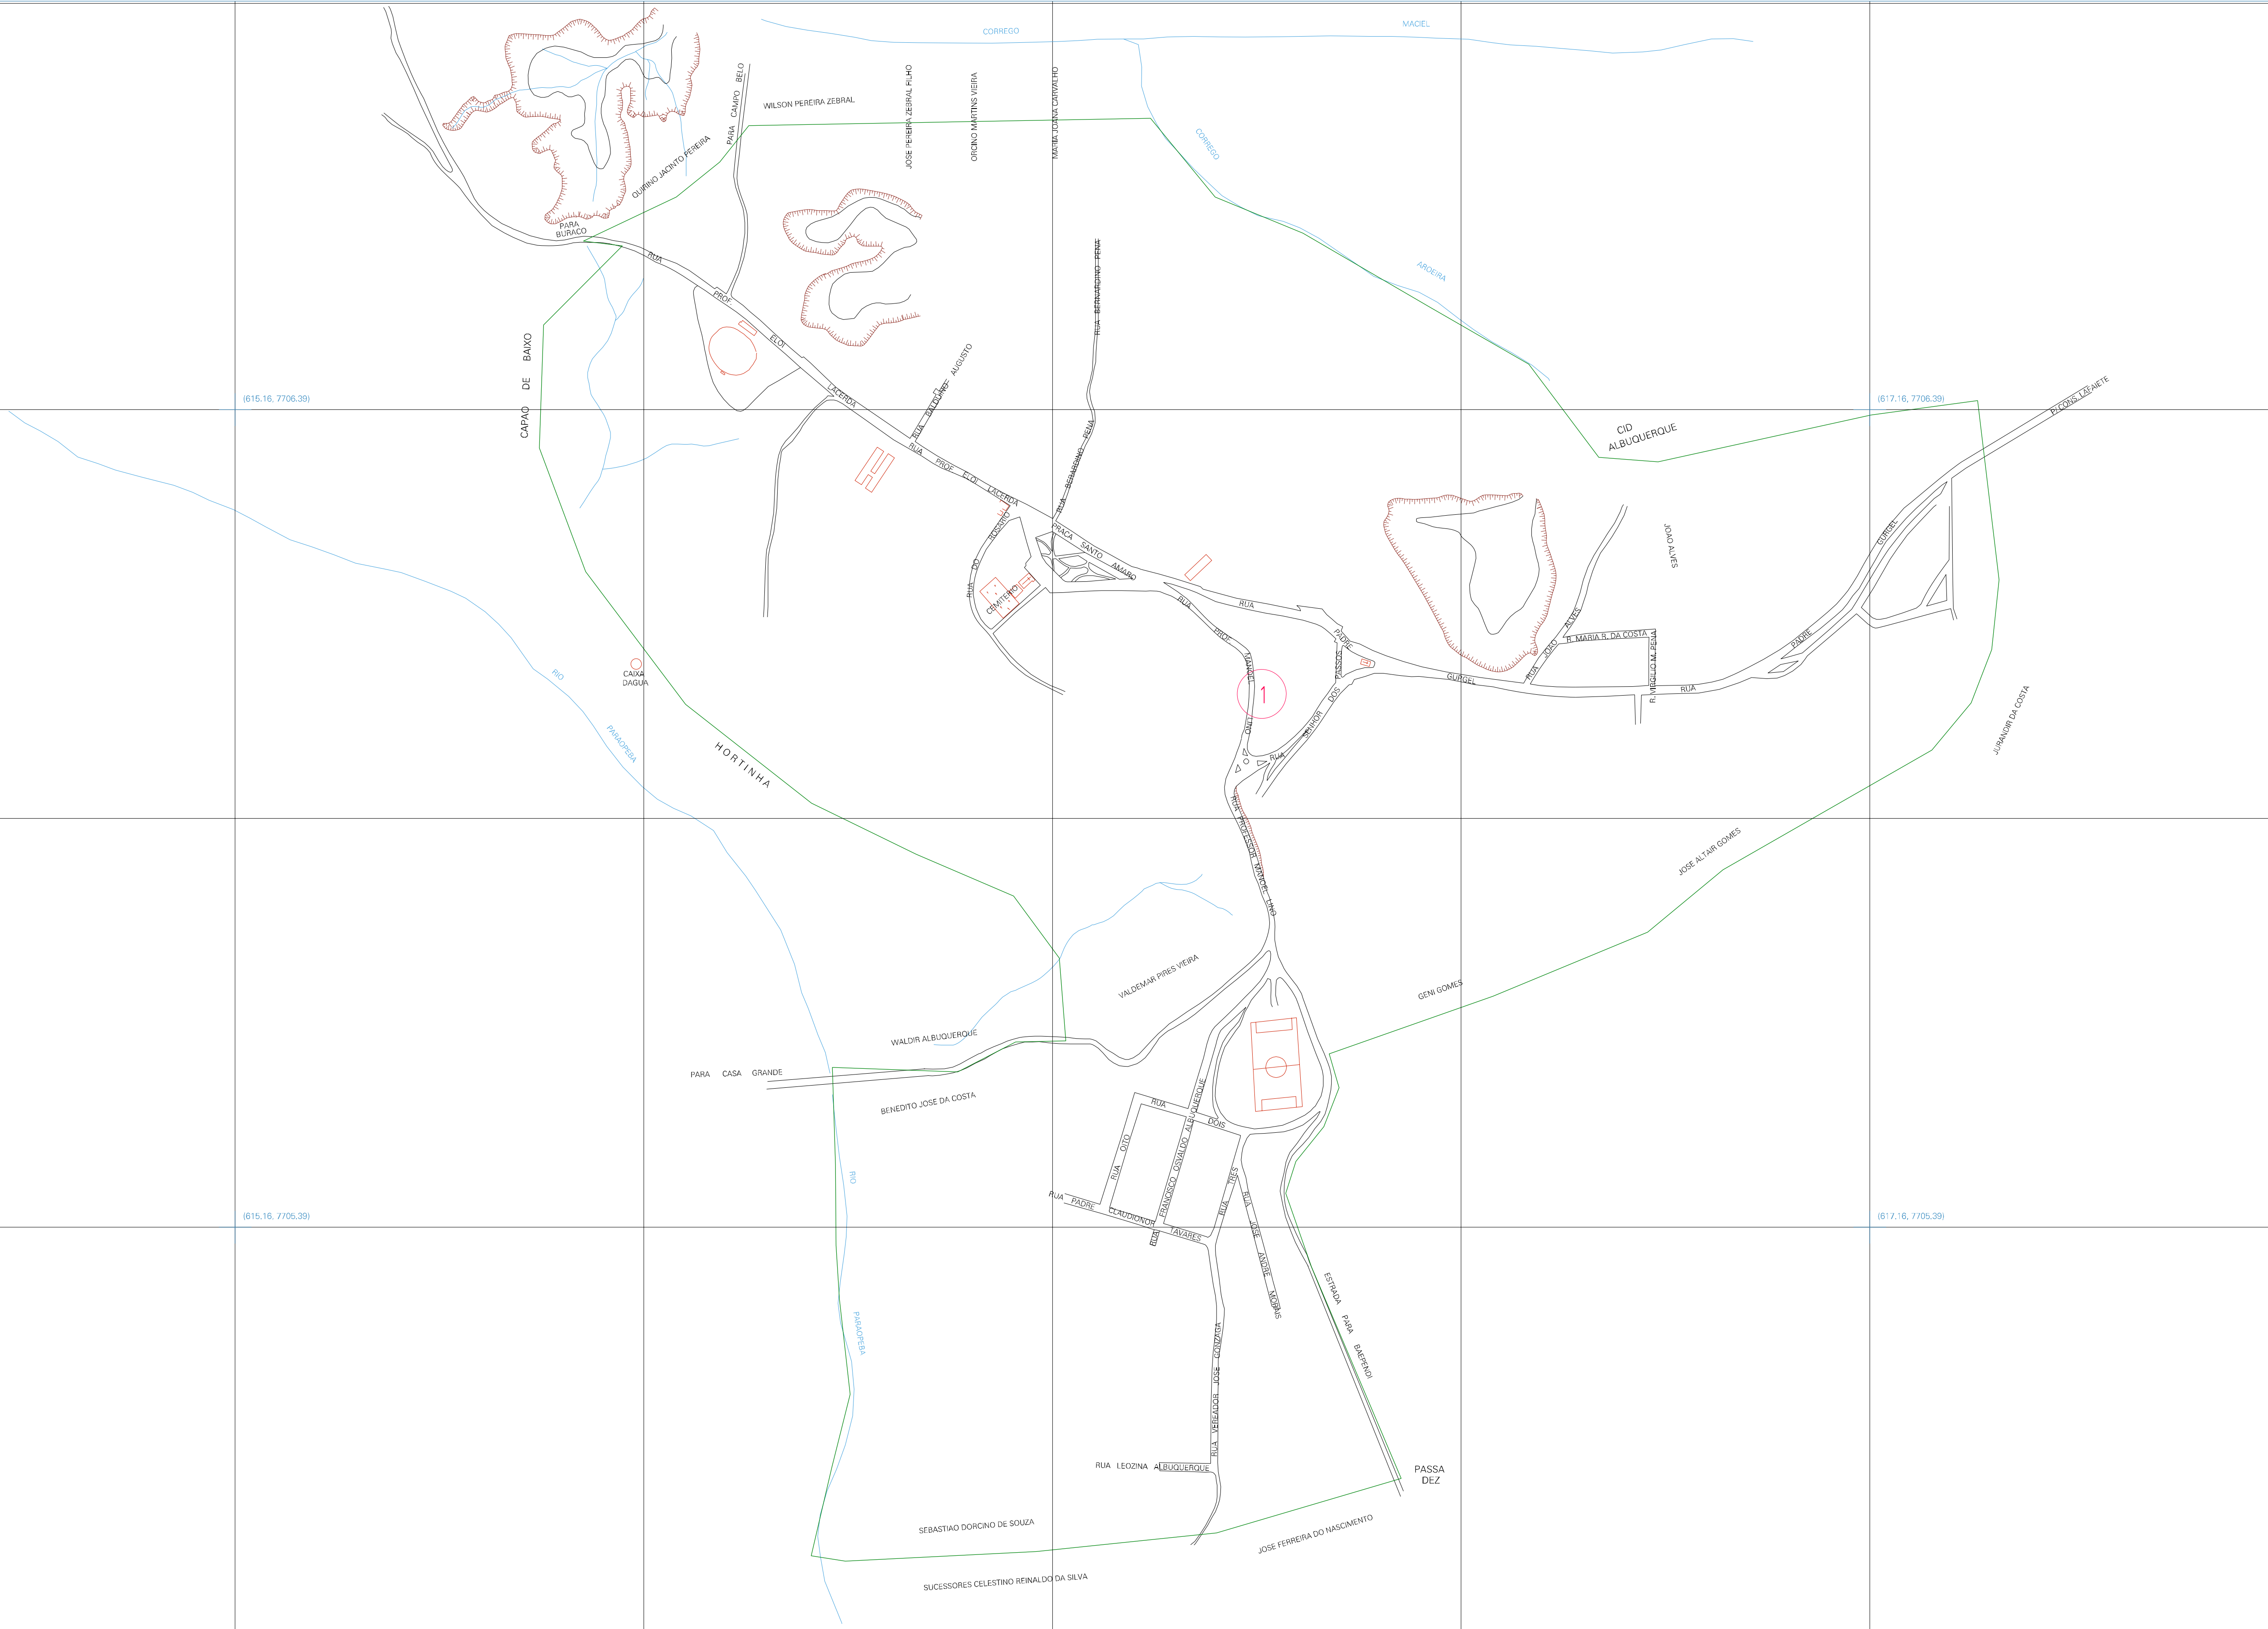 CORREGO
MACIEL
PARA CAMPO BELO
WILSON PEREIRA ZEBRAL
JOSE PEREIRA ZEBRAL FILHO
ORCINO MARTINS VIEIRA
MARIA JOANA CARVALHO
CORREGO
AROEIRA
OURINO JACINTO PEREIRA
PARA
BURACO
RUA PROF. ELOI LACERDA
RUA BERNARDINO PENA
CAPAO DE BAIXO
RUA BALDUINO AUGUSTO
(615.16, 7706.39)
(617.16, 7706.39)
P/ CONS. LAFAIETE
CID
ALBUQUERQUE
RUA PROF. ELOI LACERDA
RUA BERARDINO PENA
PRACA SANTO AMARO
RUA DO ROSARIO
CEMITERIO
JOAO ALVES
RUA PADRE GURGEL
RUA PROF. MANOEL LINO
PASSOS
RUA SENHOR DOS
RUA JOAO ALVES
R. MARIA R. DA COSTA
R. VIRGILIO M. PENA
RUA PADRE GURGEL
1
CAIXA
DAGUA
RIO
PARAOPEBA
HORTINHA
JURANDIR DA COSTA
RUA PROFESSOR MANOEL LINO
JOSE ALTAIR GOMES
VALDEMAR PIRES VIEIRA
GENI GOMES
WALDIR ALBUQUERQUE
PARA CASA GRANDE
BENEDITO JOSE DA COSTA
RUA DOIS
RUA OITO
RUA FRANCISCO OSVALDO ALBUQUERQUE
RUA TRES
RUA PADRE CLAUDIONOR TAVARES
RUA JOSE ANDRE MORAIS
RIO
PARAOPEBA
(615,16, 7705,39)
(617,16, 7705,39)
ESTRADA PARA BAEPENDI
RUA VEREADOR JOSE GONZAGA
RUA LEOZINA ALBUQUERQUE
PASSA
DEZ
SEBASTIAO DORCINO DE SOUZA
JOSE FERREIRA DO NASCIMENTO
SUCESSORES CELESTINO REINALDO DA SILVA